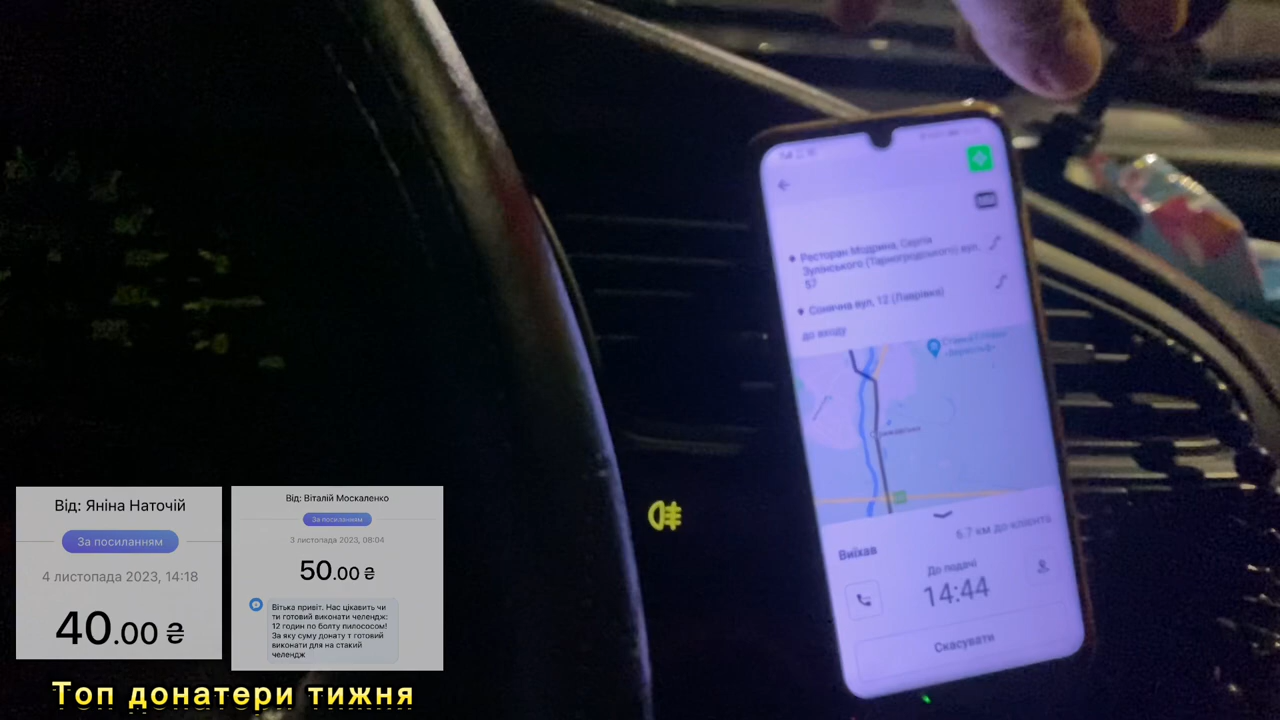 Ресторан Модрина, Сергія
Зулінського (Тарногродського) вул.
57
Сонячна вул, 12 (Лаврівка)
до входу
6.7 км до клієнта
Виїхав
До подачі
14:44
Скасувати
Від: Яніна Наточій
За посиланням
4 листопада 2023, 14:18
40.00 ₴
Від: Віталій Москаленко
За посиланням
3 листопада 2023, 08:04
50.00 ₴
Вітька привіт. Нас цікавить чи
ти готовий виконати челендж:
12 годин по болту пилососом!
За яку суму донату т готовий
виконати для на стакий
челендж
Топ донатери тижня